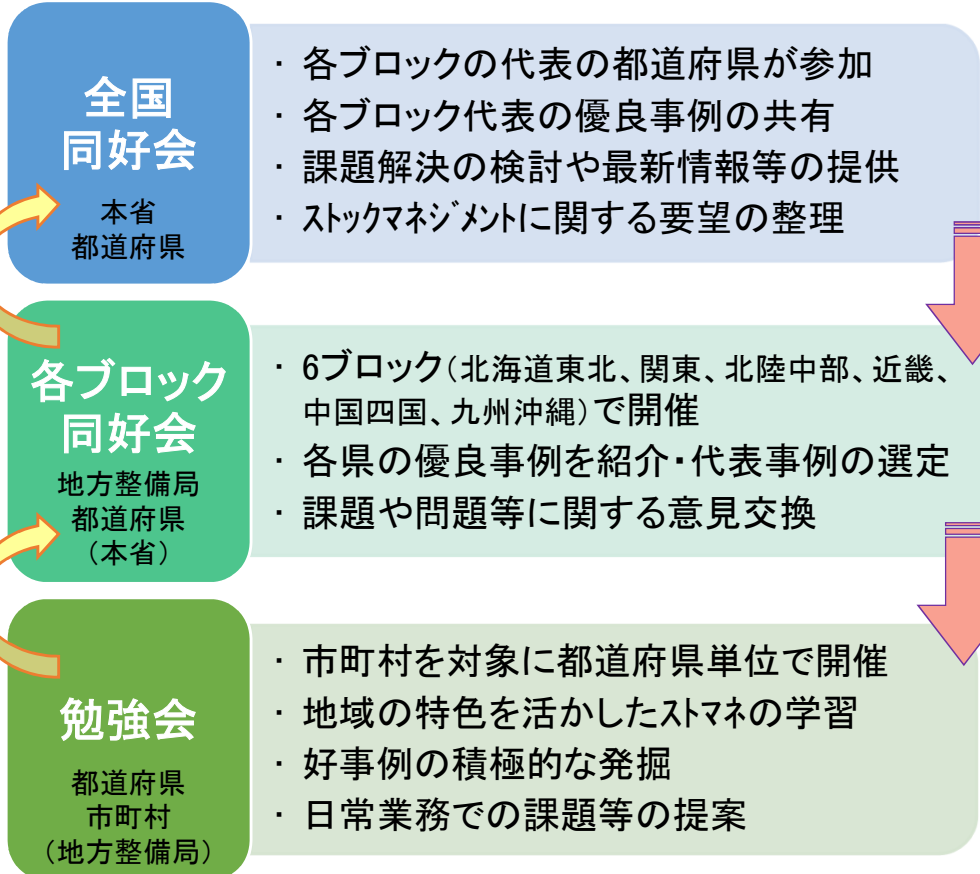 全国
同好会
本省
都道府県
・各ブロックの代表の都道府県が参加
・各ブロック代表の優良事例の共有
・課題解決の検討や最新情報等の提供
・ｽﾄｯｸﾏﾈｼﾞﾒﾝﾄに関する要望の整理
各ブロック
同好会
地方整備局
都道府県
（本省）
・6ブロック（北海道東北、関東、北陸中部、近畿、
中国四国、九州沖縄）で開催
・各県の優良事例を紹介・代表事例の選定
・課題や問題等に関する意見交換
勉強会
都道府県
市町村
（地方整備局）
・市町村を対象に都道府県単位で開催
・地域の特色を活かしたｽﾄﾏﾈの学習
・好事例の積極的な発掘
・日常業務での課題等の提案